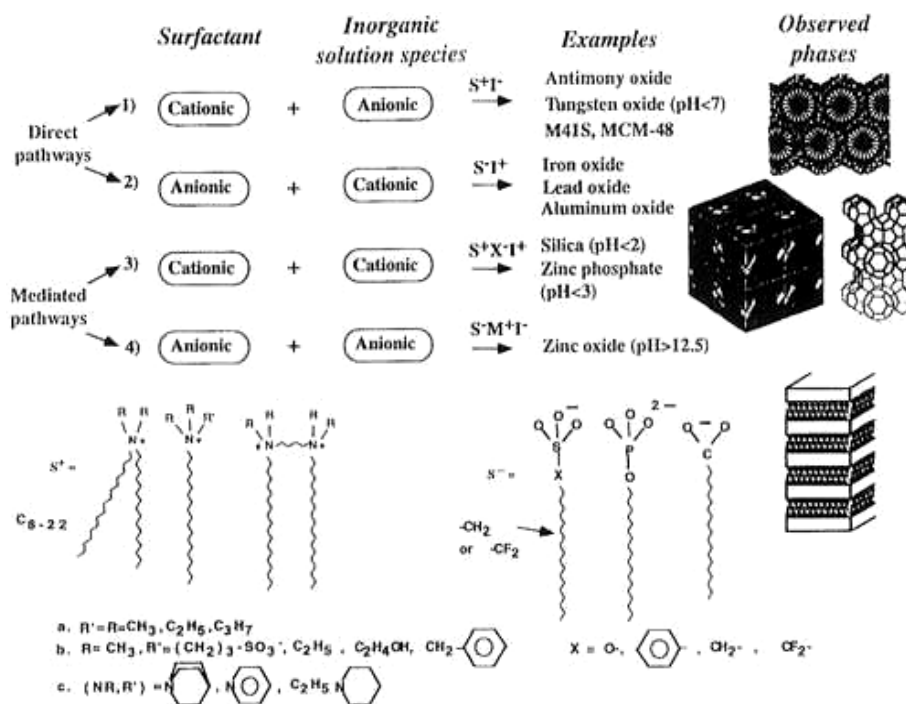 Surfactant
Inorganic
solution species
Examples
Observed
phases
Direct
pathways
1) Cationic + Anionic S⁺I⁻
Antimony oxide
Tungsten oxide (pH<7)
M41S, MCM-48
2) Anionic + Cationic S⁻I⁺
Iron oxide
Lead oxide
Aluminum oxide
Mediated
pathways
3) Cationic + Cationic S⁺X⁻I⁺
Silica (pH<2)
Zinc phosphate
(pH<3)
4) Anionic + Anionic S⁻M⁺I⁻
Zinc oxide (pH>12.5)
S⁺ =
R R N⁺
R R R' N⁺
R R R R ⁺N N⁺
C₈₋₂₂
S⁻ =
O O O⁻ S X
O O O²⁻ P O
O⁻ O C
-CH₂
or -CF₂
a. R'=R=CH₃, C₂H₅, C₃H₇
b. R= CH₃, R'= (CH₂)₃-SO₃⁻, C₂H₅ , C₂H₄OH, CH₂-
X = O-, , CH₂- , CF₂-
c. (NR,R') = N , N , C₂H₅ N